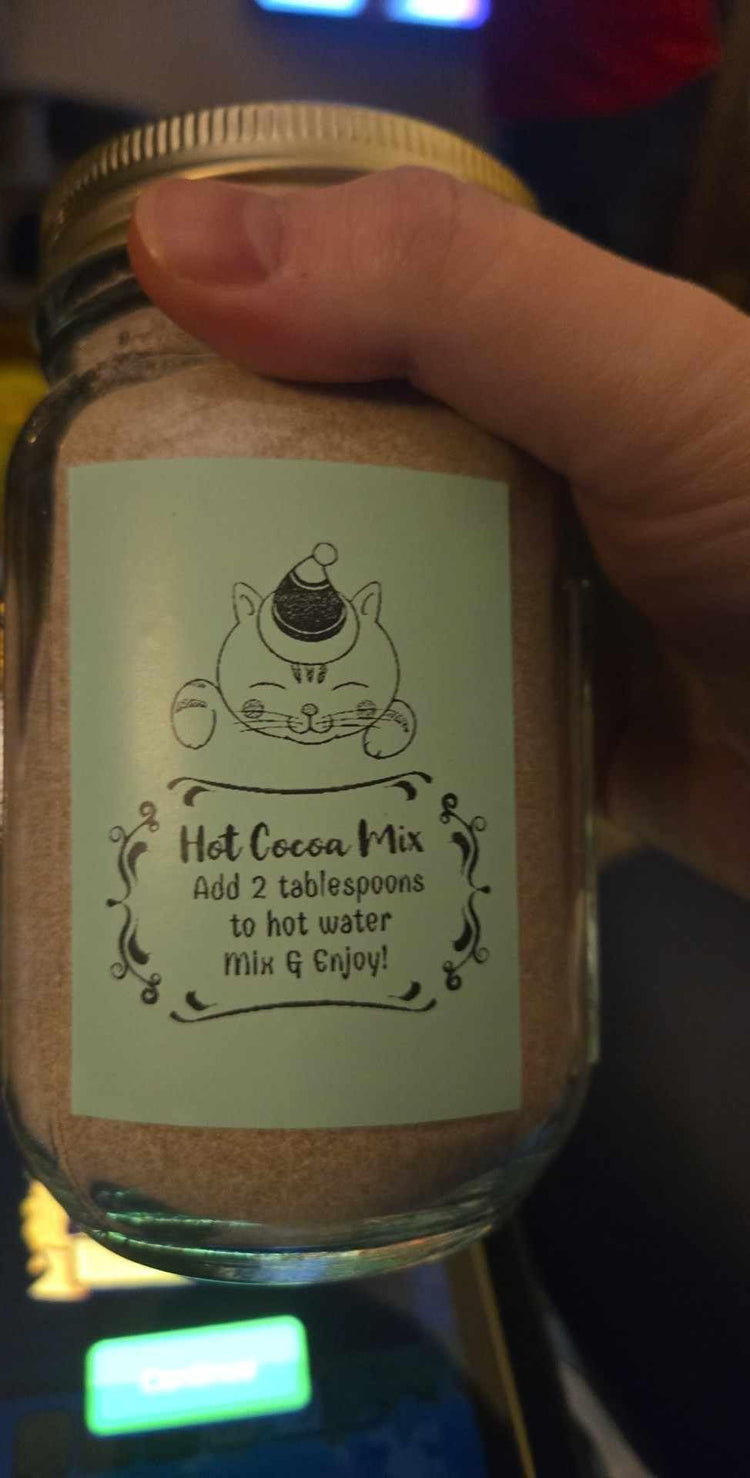 Hot Cocoa Mix
Add 2 tablespoons
to hot water
Mix & Enjoy!